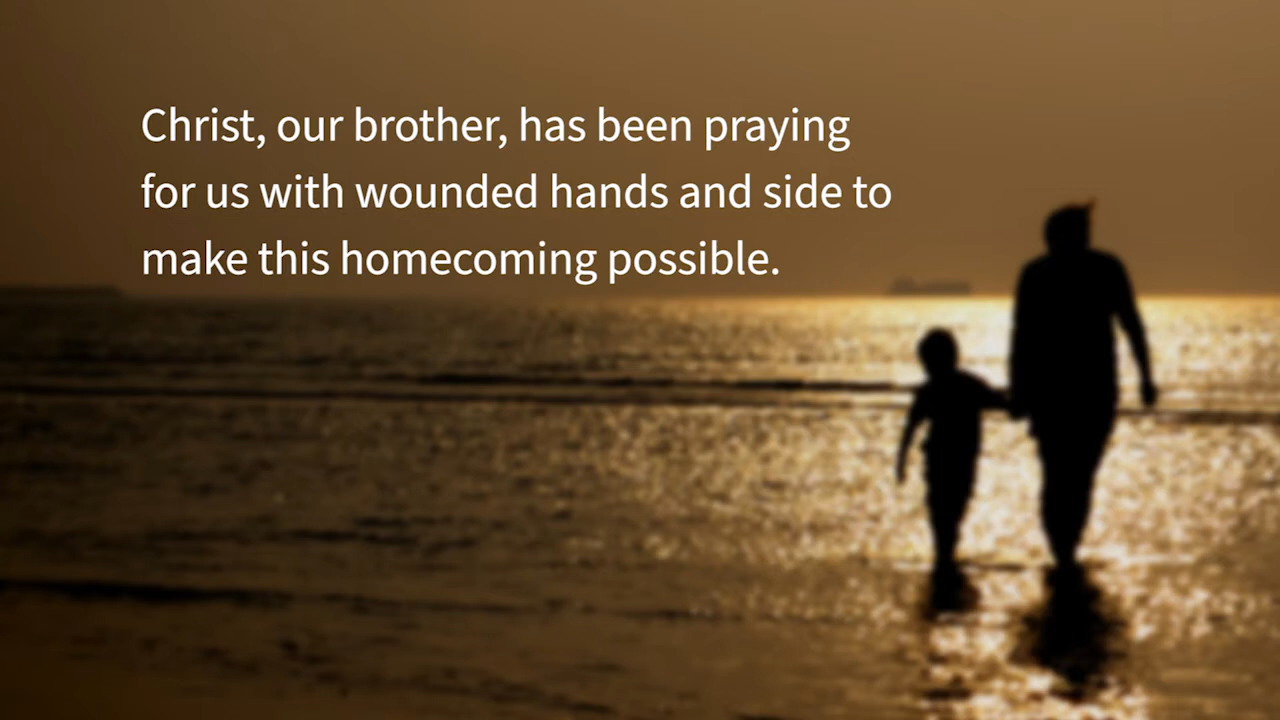 Christ, our brother, has been praying
for us with wounded hands and side to
make this homecoming possible.